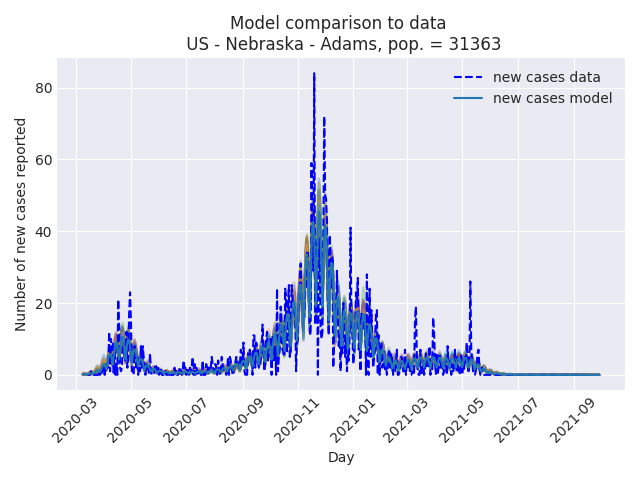 Model comparison to data
US - Nebraska - Adams, pop. = 31363
new cases data
new cases model
Number of new cases reported
80
60
40
20
0
2020-03
2020-05
2020-07
2020-09
2020-11
2021-01
2021-03
2021-05
2021-07
2021-09
Day